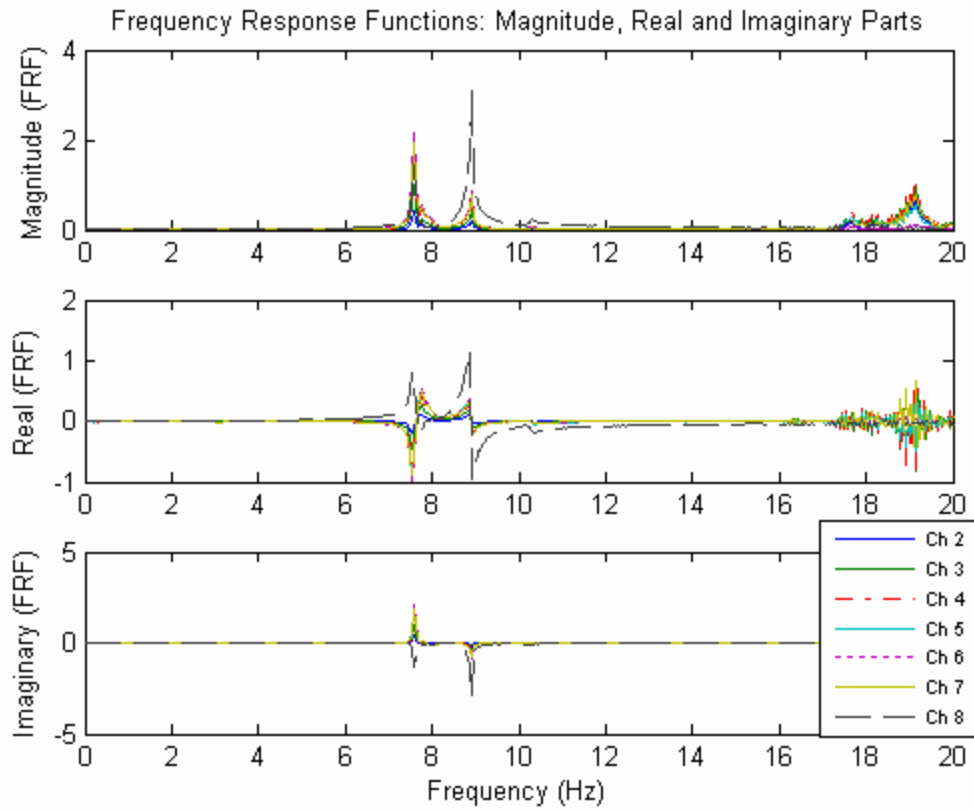 Frequency Response Functions: Magnitude, Real and Imaginary Parts
Magnitude (FRF)
4
2
0
0 2 4 6 8 10 12 14 16 18 20
Real (FRF)
2
1
0
-1
0 2 4 6 8 10 12 14 16 18 20
Imaginary (FRF)
5
0
-5
0 2 4 6 8 10 12 14 16 18 20
Frequency (Hz)
Ch 2
Ch 3
Ch 4
Ch 5
Ch 6
Ch 7
Ch 8